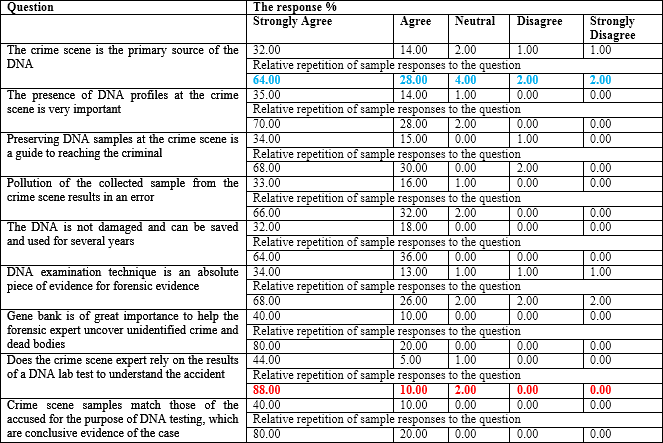 Question The response %
Strongly Agree Agree Neutral Disagree Strongly Disagree
The crime scene is the primary source of the DNA
32.00 14.00 2.00 1.00 1.00
Relative repetition of sample responses to the question
64.00 28.00 4.00 2.00 2.00
The presence of DNA profiles at the crime scene is very important
35.00 14.00 1.00 0.00 0.00
Relative repetition of sample responses to the question
70.00 28.00 2.00 0.00 0.00
Preserving DNA samples at the crime scene is a guide to reaching the criminal
34.00 15.00 0.00 1.00 0.00
Relative repetition of sample responses to the question
68.00 30.00 0.00 2.00 0.00
Pollution of the collected sample from the crime scene results in an error
33.00 16.00 1.00 0.00 0.00
Relative repetition of sample responses to the question
66.00 32.00 2.00 0.00 0.00
The DNA is not damaged and can be saved and used for several years
32.00 18.00 0.00 0.00 0.00
Relative repetition of sample responses to the question
64.00 36.00 0.00 0.00 0.00
DNA examination technique is an absolute piece of evidence for forensic evidence
34.00 13.00 1.00 1.00 1.00
Relative repetition of sample responses to the question
68.00 26.00 2.00 2.00 2.00
Gene bank is of great importance to help the forensic expert uncover unidentified crime and dead bodies
40.00 10.00 0.00 0.00 0.00
Relative repetition of sample responses to the question
80.00 20.00 0.00 0.00 0.00
Does the crime scene expert rely on the results of a DNA lab test to understand the accident
44.00 5.00 1.00 0.00 0.00
Relative repetition of sample responses to the question
88.00 10.00 2.00 0.00 0.00
Crime scene samples match those of the accused for the purpose of DNA testing, which are conclusive evidence of the case
40.00 10.00 0.00 0.00 0.00
Relative repetition of sample responses to the question
80.00 20.00 0.00 0.00 0.00